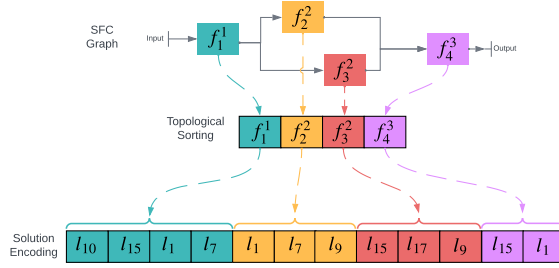 SFC
Graph
Input
f_1^1
f_2^2
f_3^2
f_4^3
Output
Topological
Sorting
f_1^1 f_2^2 f_3^2 f_4^3
Solution
Encoding
l_10 l_15 l_1 l_7 l_1 l_7 l_9 l_15 l_17 l_9 l_15 l_1